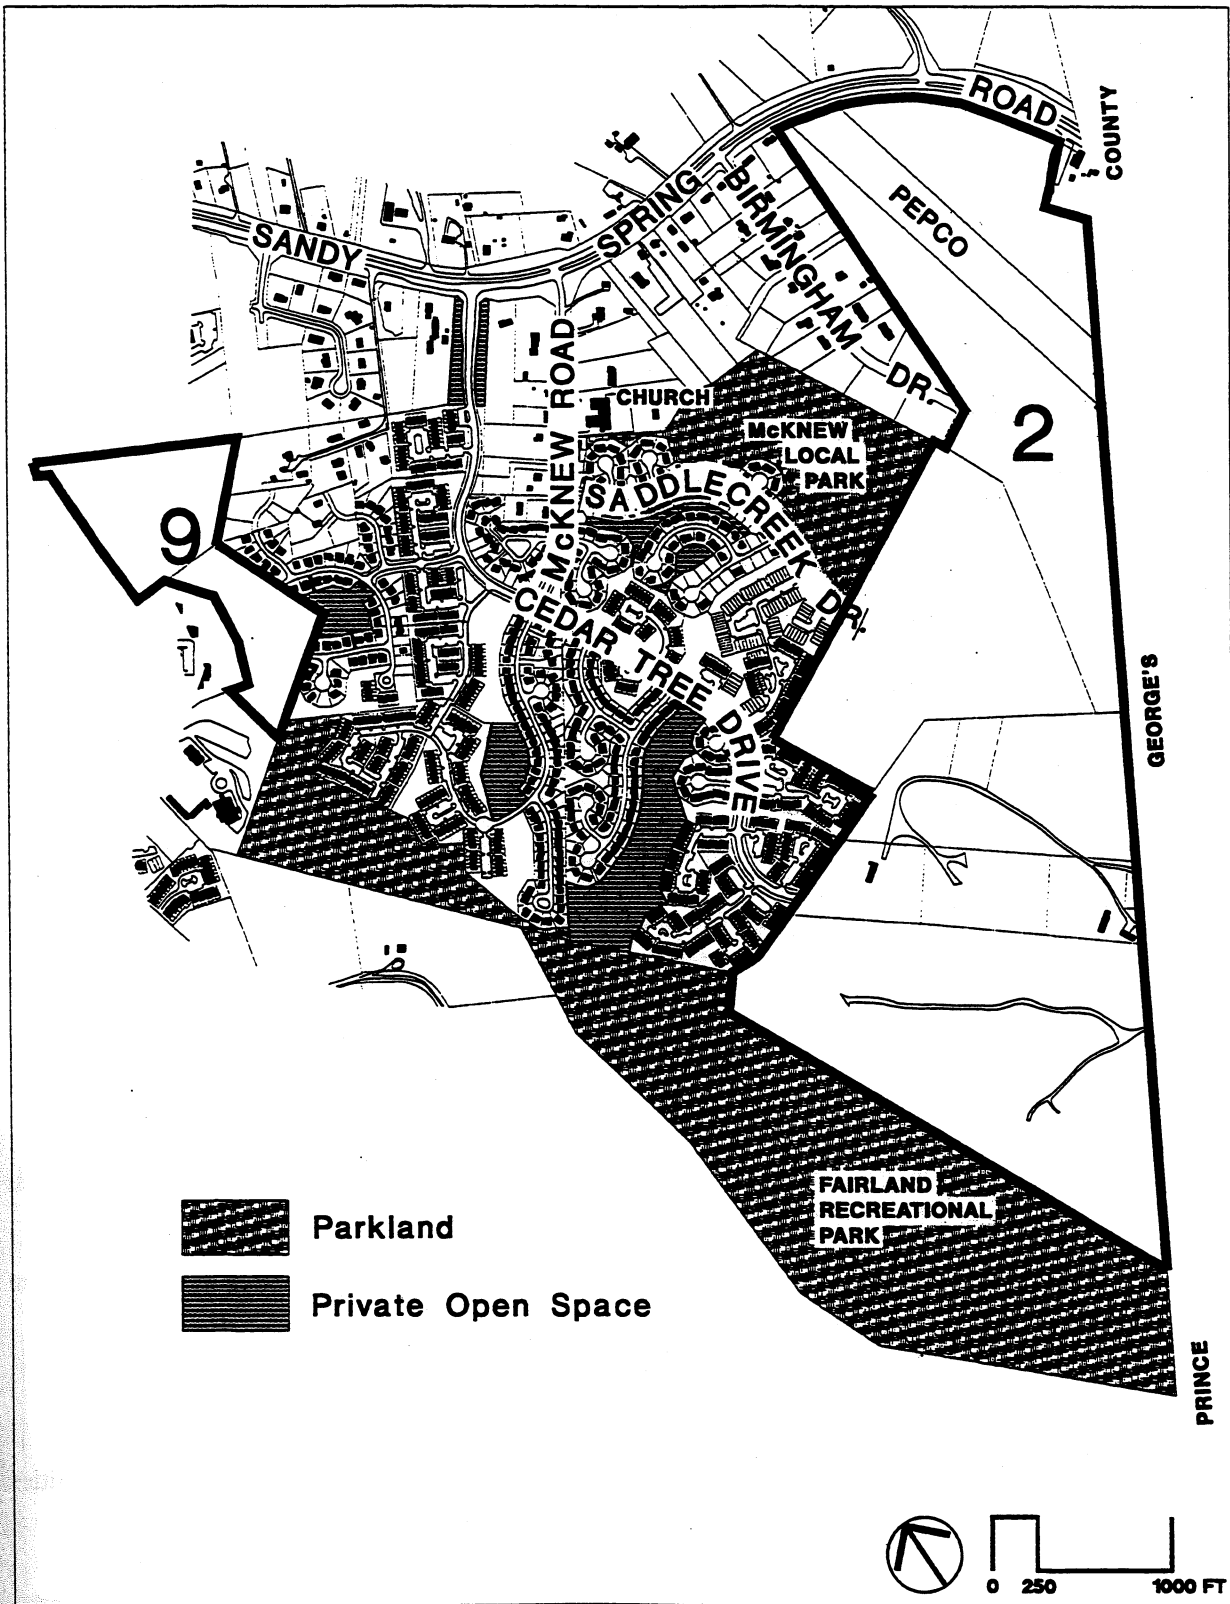 ROAD
COUNTY
PEPCO
SANDY
SPRING
BIRMINGHAM
DR.
McKNEW ROAD
CHURCH
2
McKNEW
LOCAL
PARK
SADDLECREEK DR.
9
McKNEW
CEDAR TREE DRIVE
GEORGE'S
FAIRLAND
RECREATIONAL
PARK
Parkland
Private Open Space
PRINCE
0 250 1000 FT